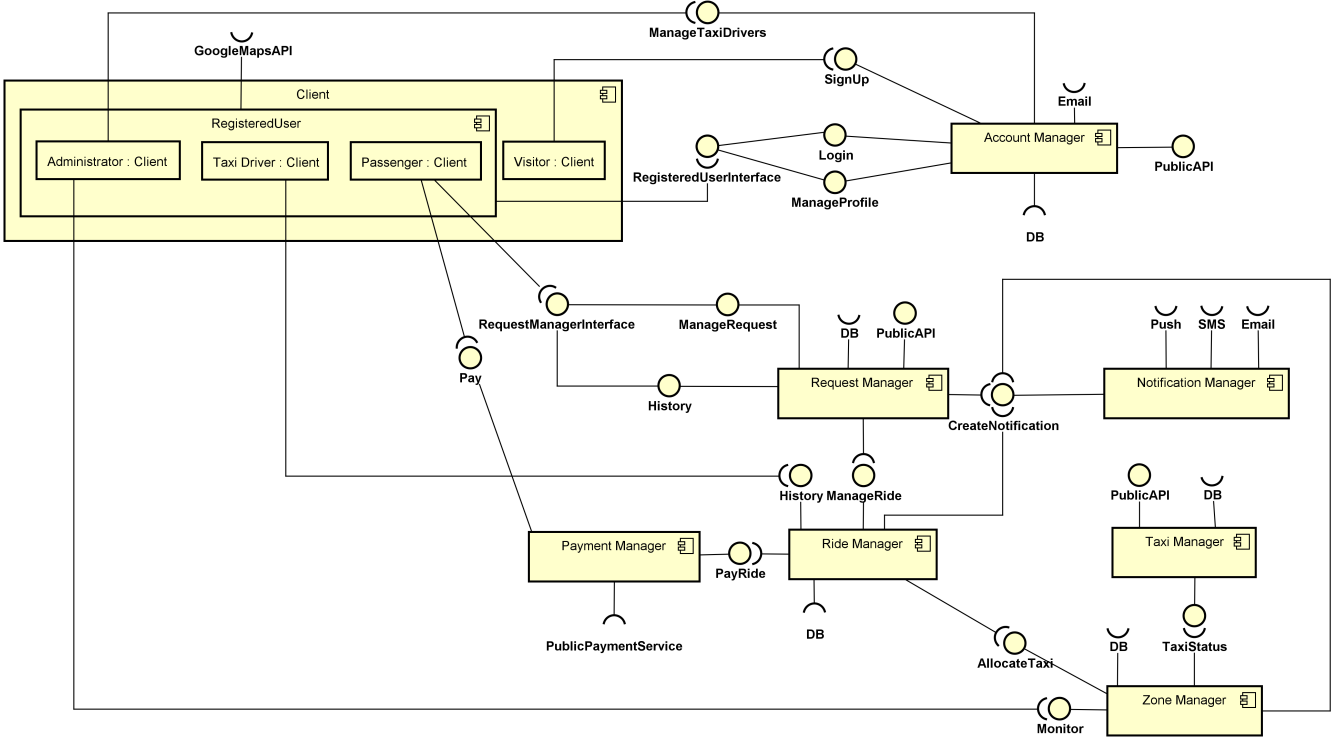 ManageTaxiDrivers
GoogleMapsAPI
SignUp
Client
Email
RegisteredUser
Account Manager
Administrator : Client
Taxi Driver : Client
Passenger : Client
Visitor : Client
Login
PublicAPI
RegisteredUserInterface
ManageProfile
DB
RequestManagerInterface
ManageRequest
DB
PublicAPI
Push
SMS
Email
Pay
Request Manager
Notification Manager
History
CreateNotification
History
ManageRide
PublicAPI
DB
Payment Manager
Ride Manager
Taxi Manager
PayRide
DB
PublicPaymentService
DB
TaxiStatus
AllocateTaxi
Zone Manager
Monitor